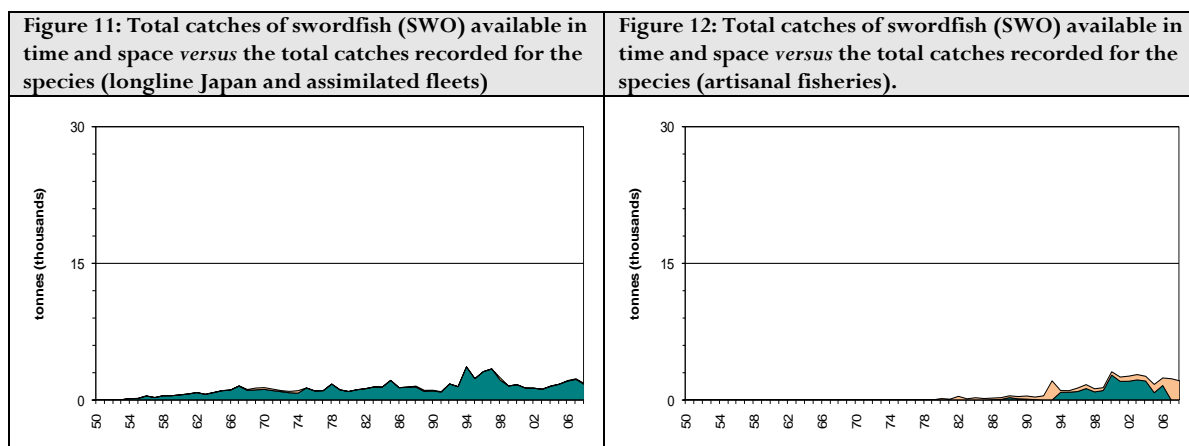 Figure 11: Total catches of swordfish (SWO) available in
time and space versus the total catches recorded for the
species (longline Japan and assimilated fleets)
30
15
0
tonnes (thousands)
50 54 58 62 66 70 74 78 82 86 90 94 98 02 06
Figure 12: Total catches of swordfish (SWO) available in
time and space versus the total catches recorded for the
species (artisanal fisheries).
30
15
0
tonnes (thousands)
50 54 58 62 66 70 74 78 82 86 90 94 98 02 06